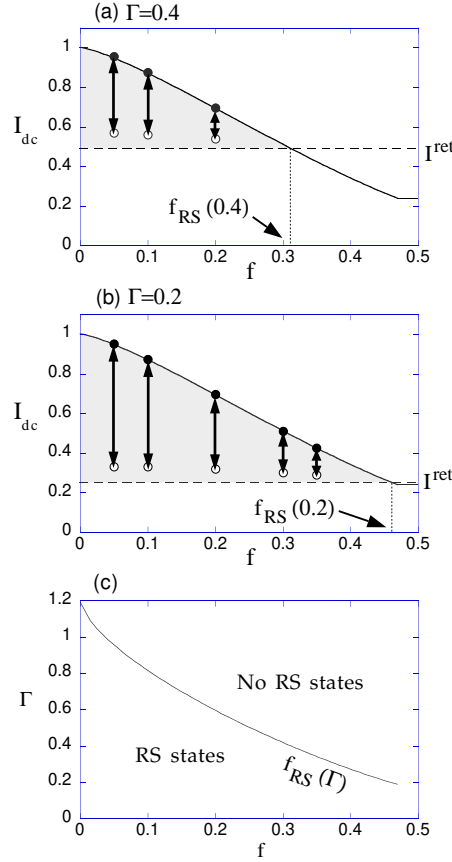 (a) Γ=0.4
1
0.8
I dc
0.6
I ret
0.4
f RS (0.4)
0.2
0
0 0.1 0.2 0.3 0.4 0.5
f
(b) Γ=0.2
1
0.8
I dc
0.6
0.4
I ret
0.2
f RS (0.2)
0
0 0.1 0.2 0.3 0.4 0.5
f
(c)
1.2
1
No RS states
Γ
0.8
0.6
0.4
RS states
f RS (Γ)
0.2
0
0 0.1 0.2 0.3 0.4 0.5
f